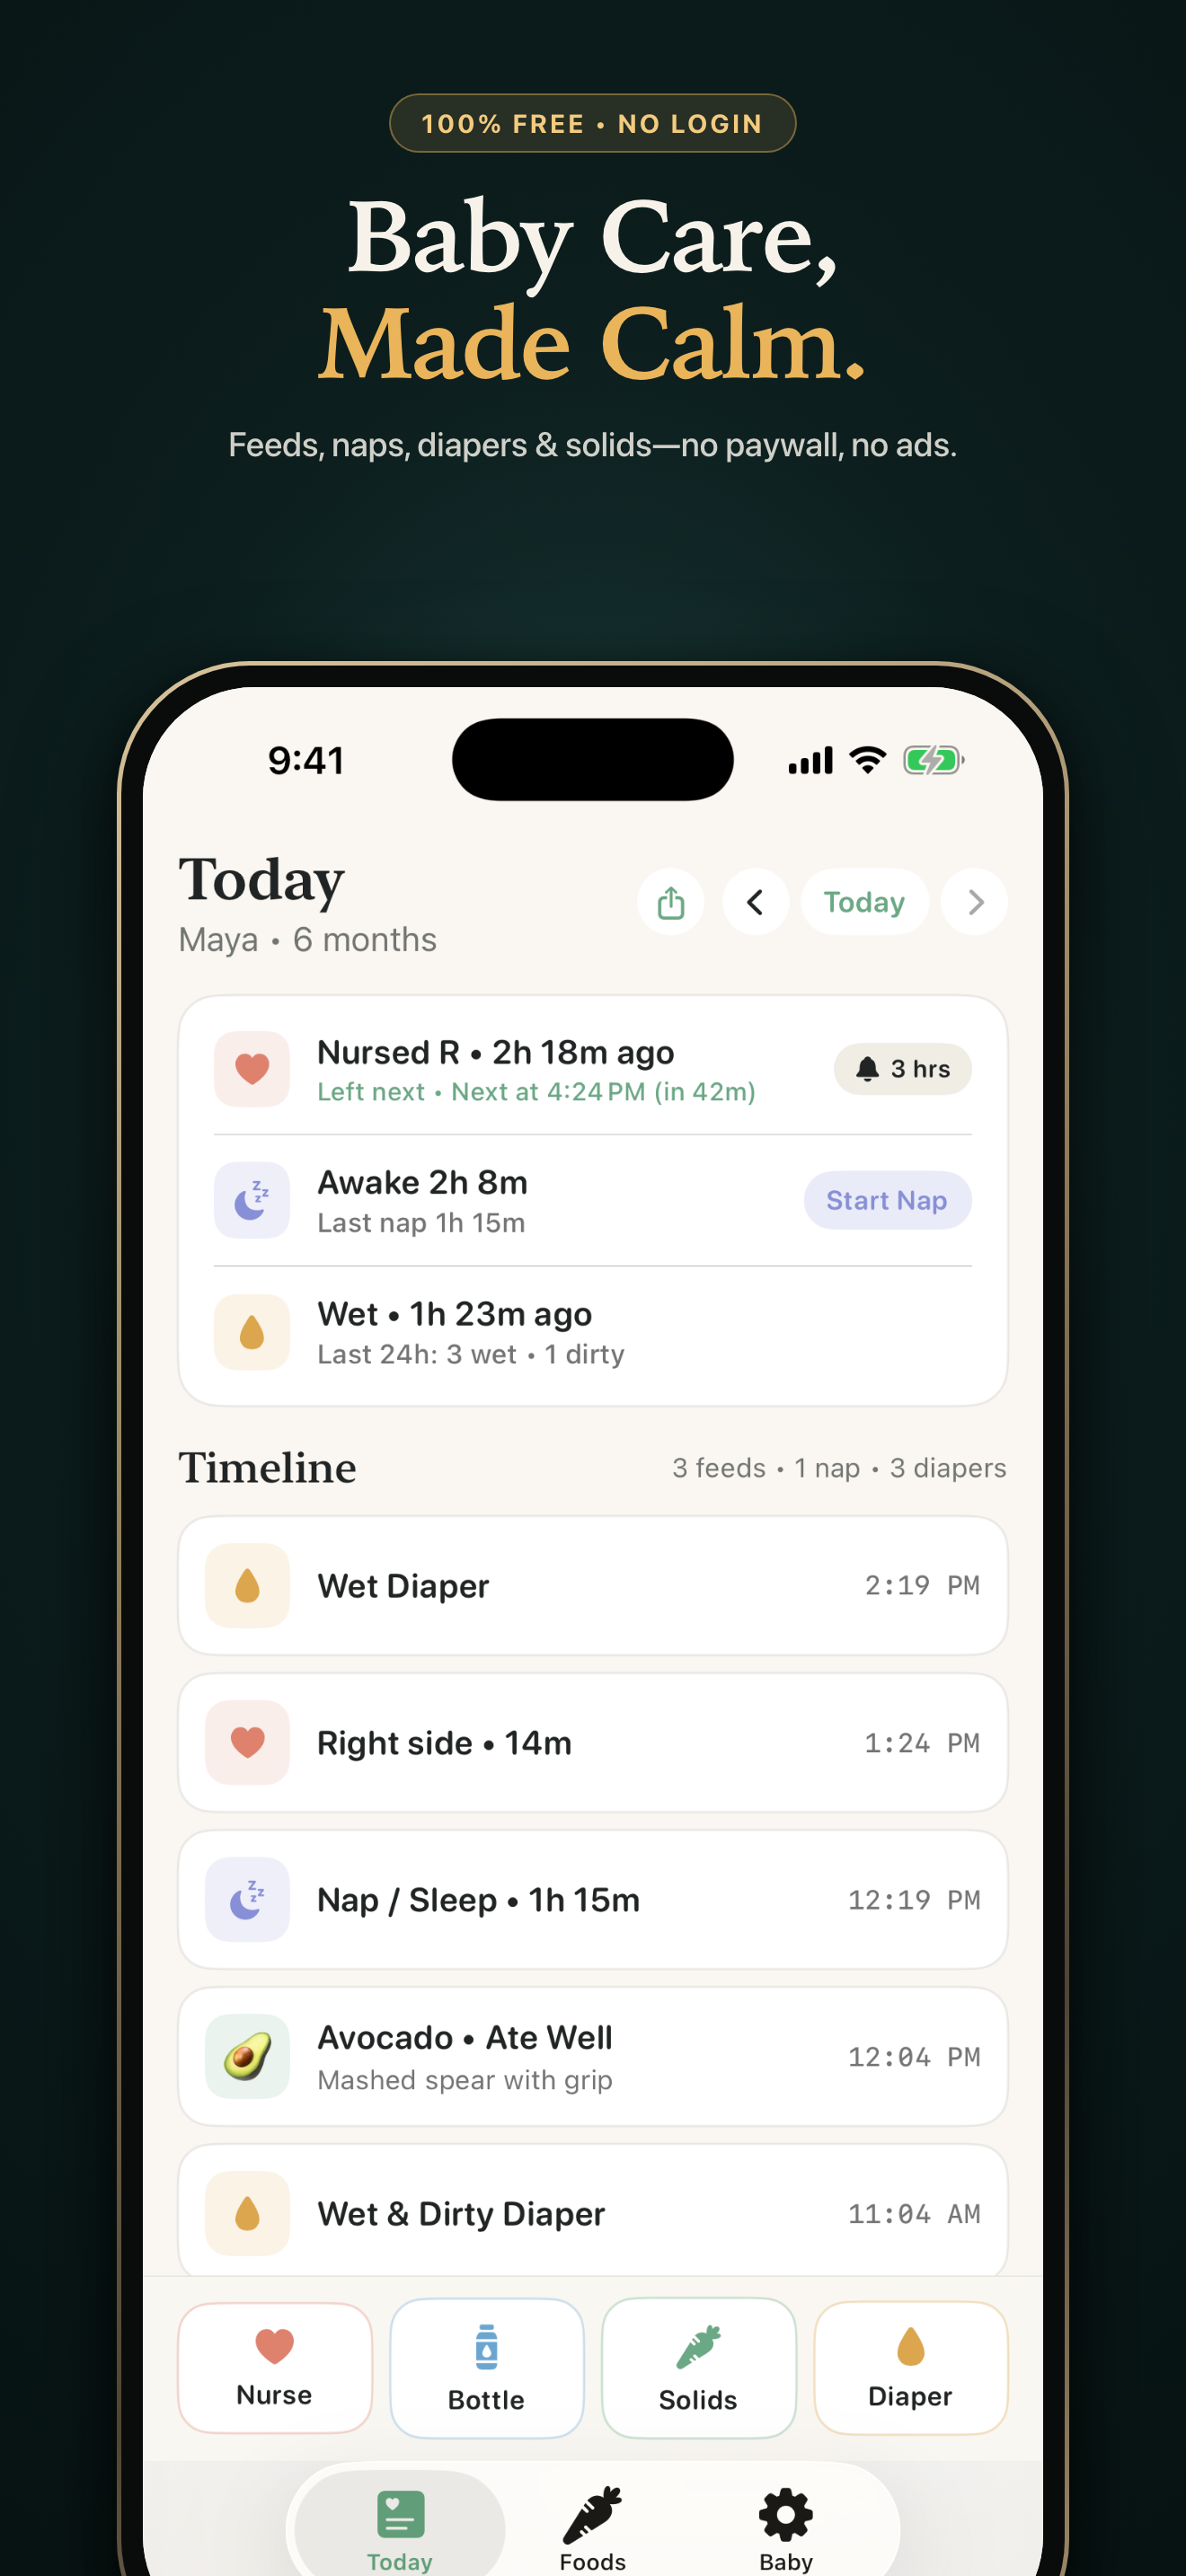 100% FREE • NO LOGIN
Baby Care,
Made Calm.
Feeds, naps, diapers & solids—no paywall, no ads.
9:41
Today
Maya • 6 months
Today
Nursed R • 2h 18m ago
Left next • Next at 4:24 PM (in 42m)
3 hrs
Awake 2h 8m
Last nap 1h 15m
Start Nap
Wet • 1h 23m ago
Last 24h: 3 wet • 1 dirty
Timeline
3 feeds • 1 nap • 3 diapers
Wet Diaper
2:19 PM
Right side • 14m
1:24 PM
Nap / Sleep • 1h 15m
12:19 PM
Avocado • Ate Well
Mashed spear with grip
12:04 PM
Wet & Dirty Diaper
11:04 AM
Nurse
Bottle
Solids
Diaper
Today
Foods
Baby